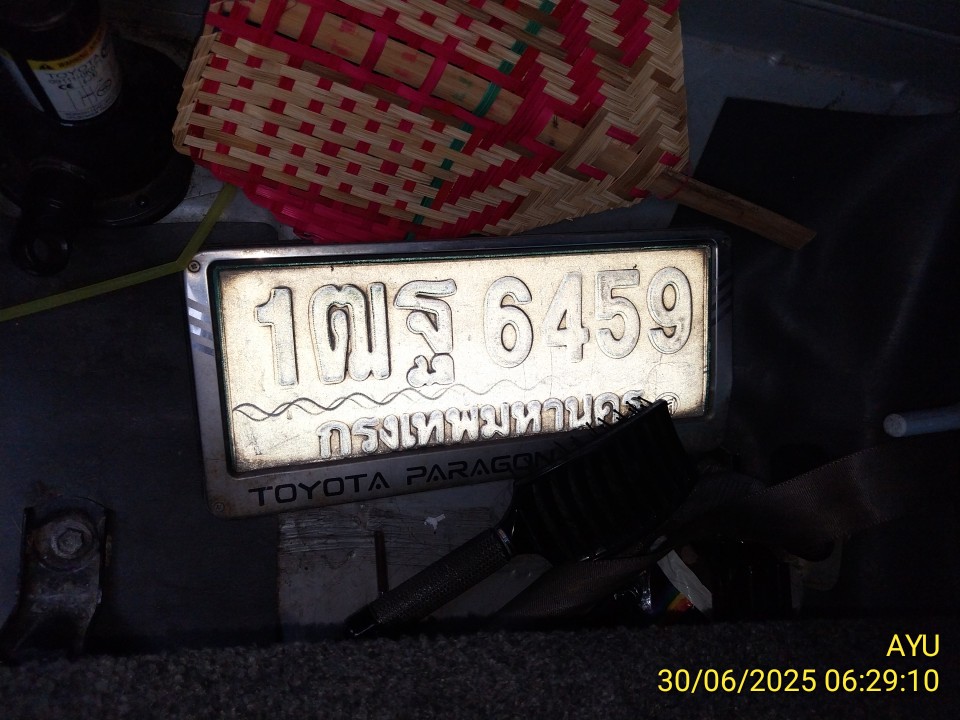 1ฒฐ 6459
กรุงเทพมหานคร
TOYOTA PARAGON
AYU
30/06/2025 06:29:10